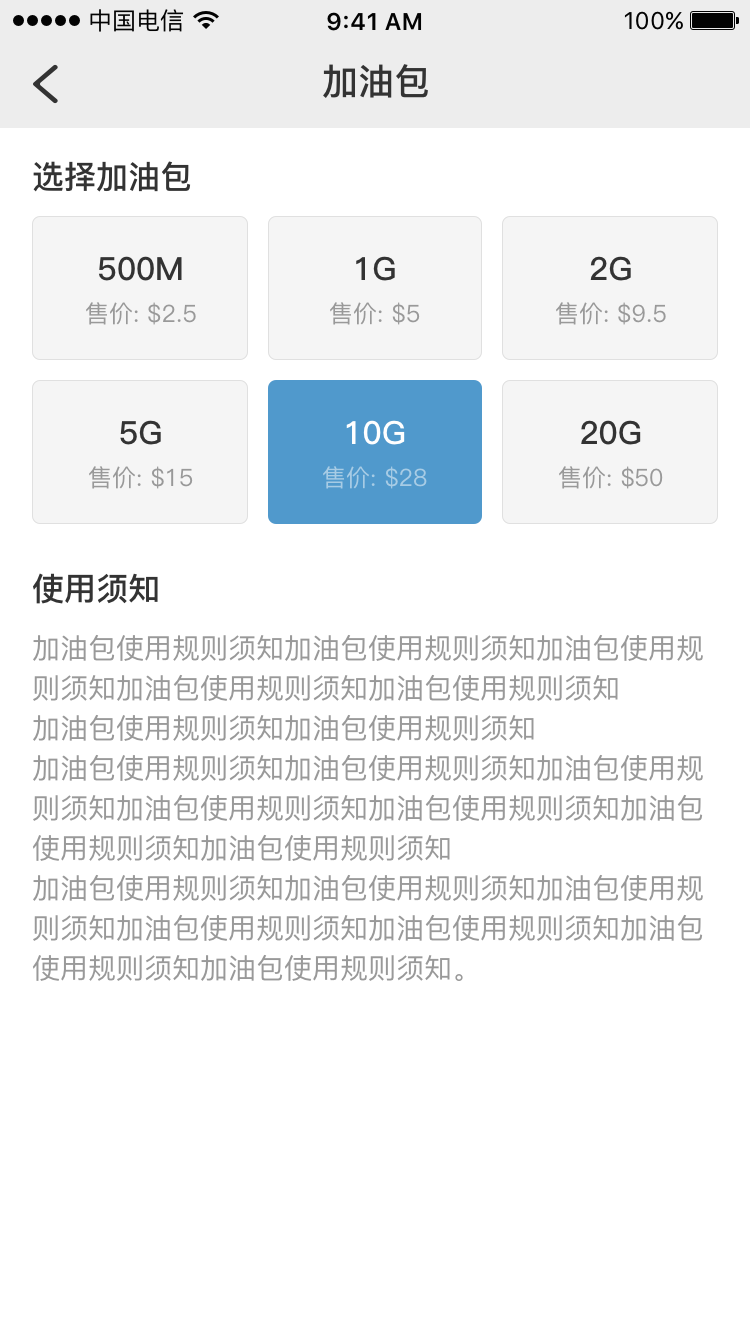 中国电信 9:41 AM 100%
加油包
选择加油包
500M 1G 2G
售价: $2.5 售价: $5 售价: $9.5
5G 10G 20G
售价: $15 售价: $28 售价: $50
使用须知
加油包使用规则须知加油包使用规则须知加油包使用规
则须知加油包使用规则须知加油包使用规则须知
加油包使用规则须知加油包使用规则须知
加油包使用规则须知加油包使用规则须知加油包使用规
则须知加油包使用规则须知加油包使用规则须知加油包
使用规则须知加油包使用规则须知
加油包使用规则须知加油包使用规则须知加油包使用规
则须知加油包使用规则须知加油包使用规则须知加油包
使用规则须知加油包使用规则须知。